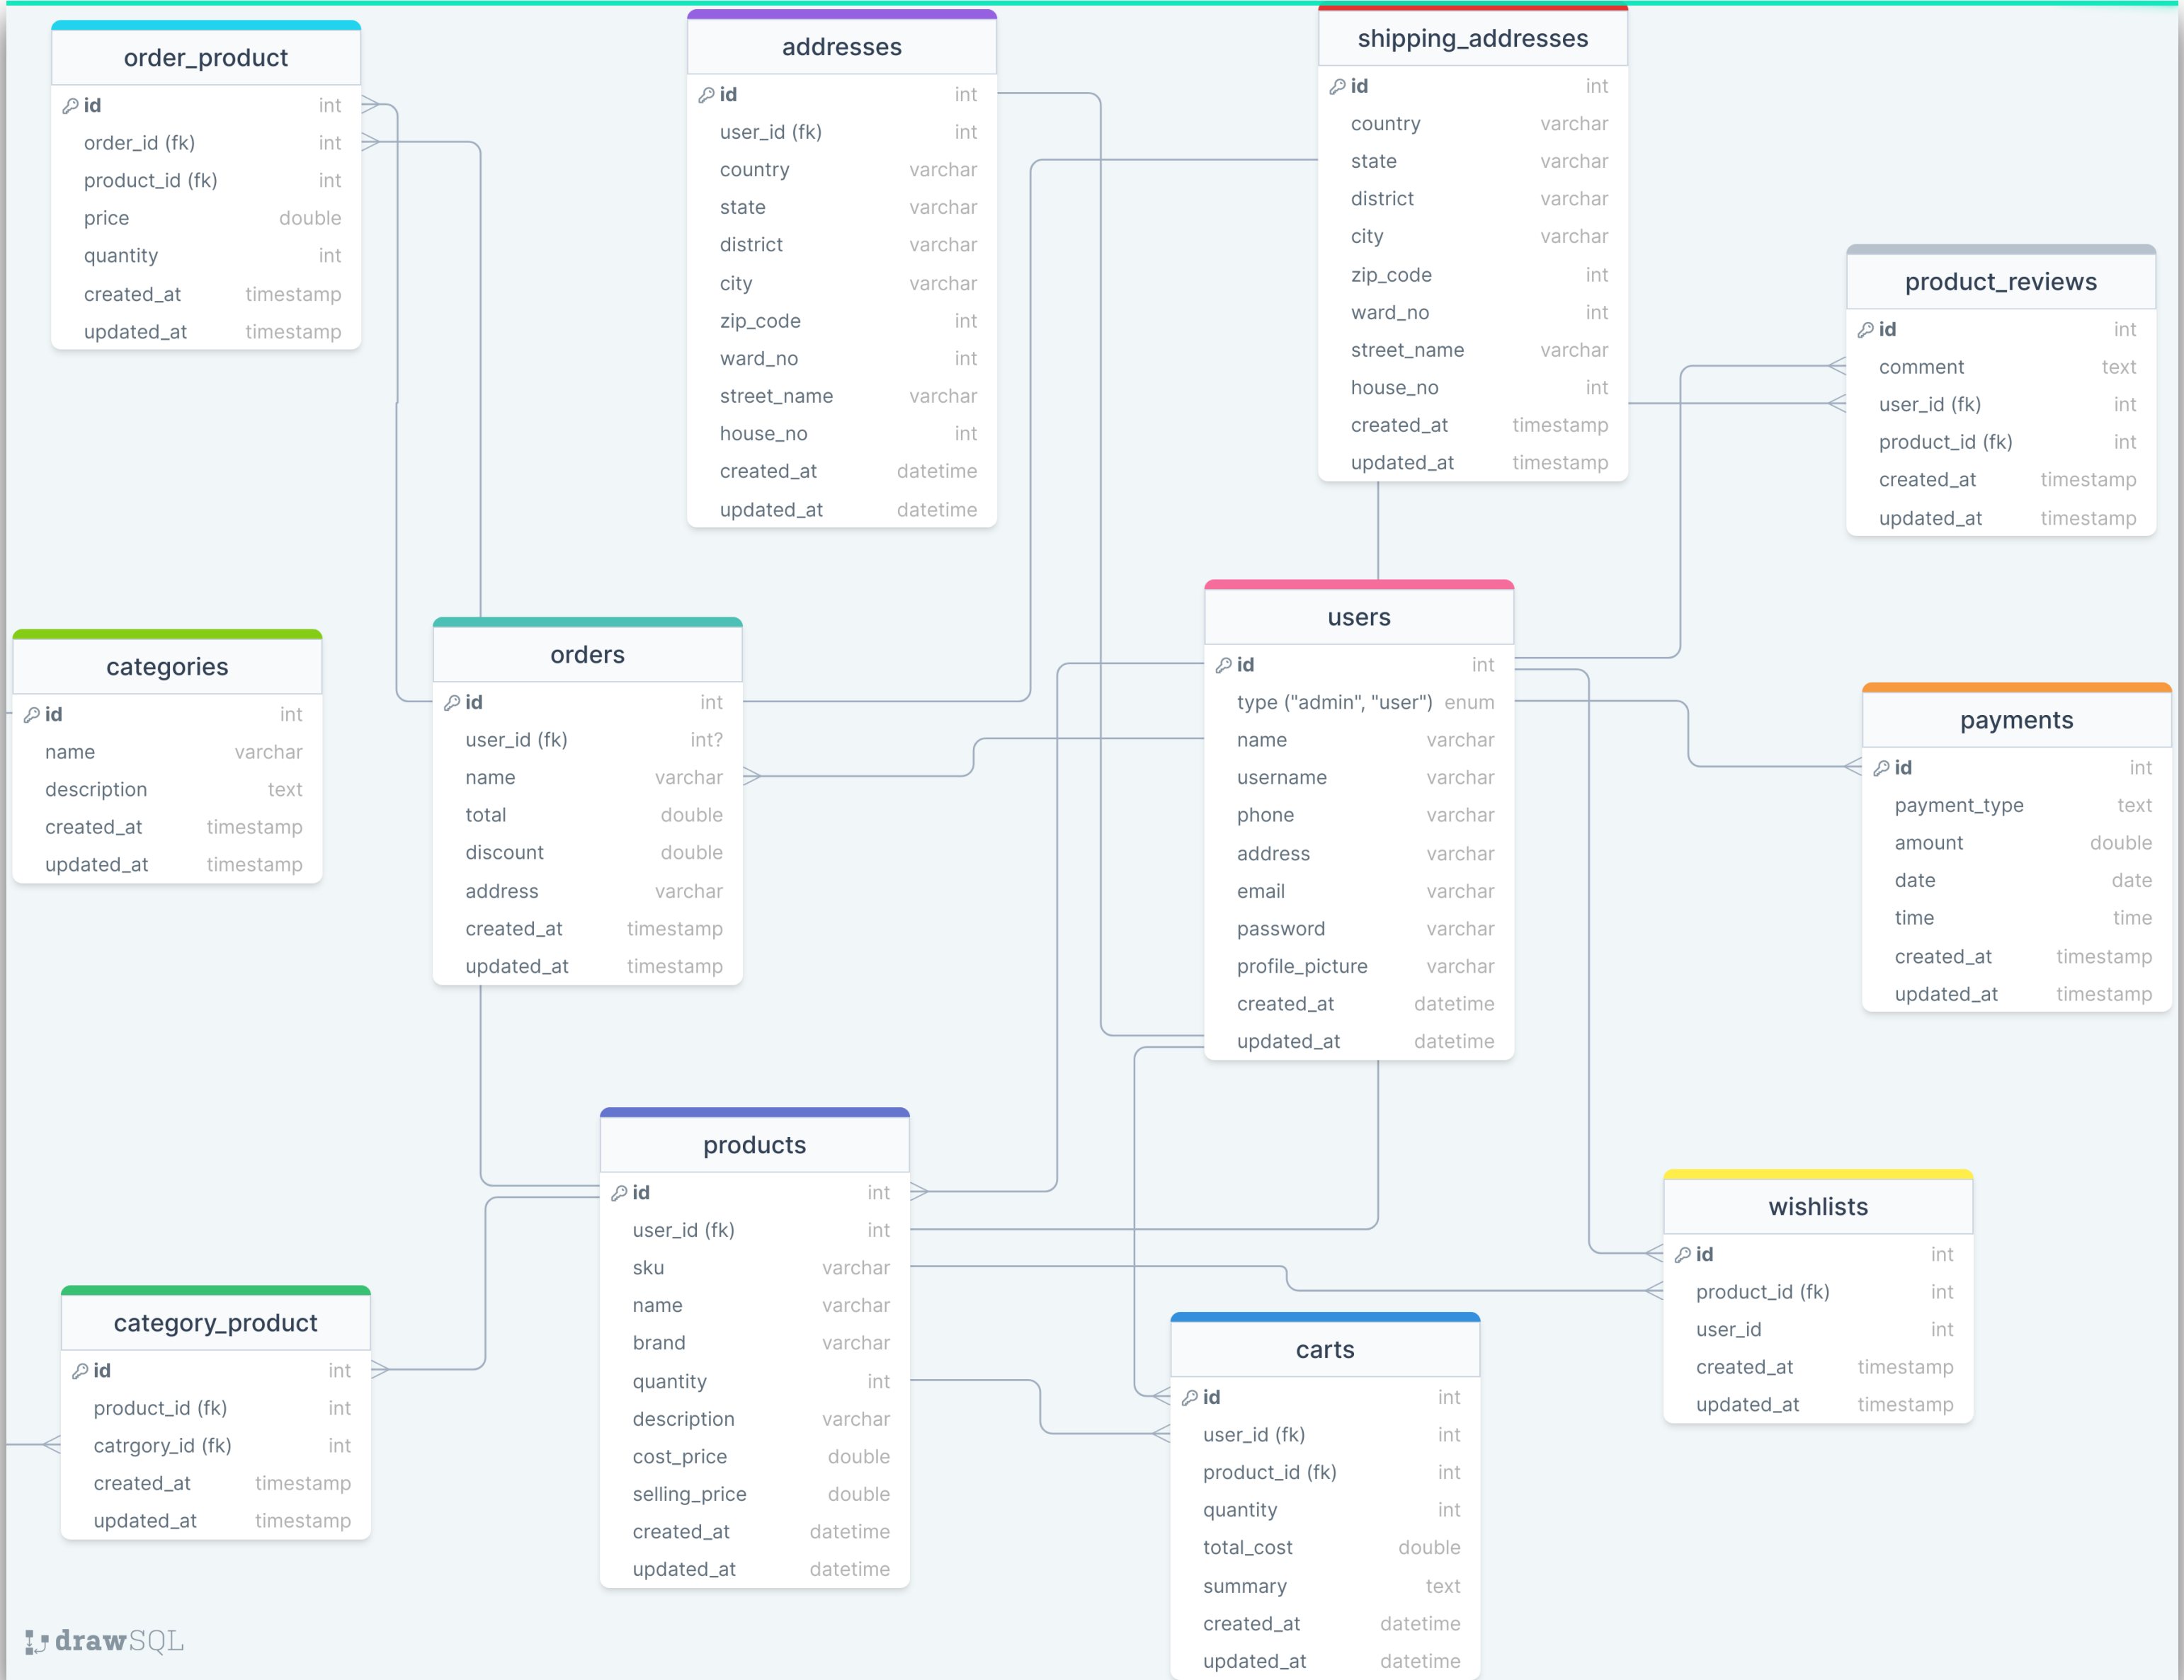 order_product
id int
order_id (fk) int
product_id (fk) int
price double
quantity int
created_at timestamp
updated_at timestamp
addresses
id int
user_id (fk) int
country varchar
state varchar
district varchar
city varchar
zip_code int
ward_no int
street_name varchar
house_no int
created_at datetime
updated_at datetime
shipping_addresses
id int
country varchar
state varchar
district varchar
city varchar
zip_code int
ward_no int
street_name varchar
house_no int
created_at timestamp
updated_at timestamp
product_reviews
id int
comment text
user_id (fk) int
product_id (fk) int
created_at timestamp
updated_at timestamp
categories
id int
name varchar
description text
created_at timestamp
updated_at timestamp
orders
id int
user_id (fk) int?
name varchar
total double
discount double
address varchar
created_at timestamp
updated_at timestamp
users
id int
type ("admin", "user") enum
name varchar
username varchar
phone varchar
address varchar
email varchar
password varchar
profile_picture varchar
created_at datetime
updated_at datetime
payments
id int
payment_type text
amount double
date date
time time
created_at timestamp
updated_at timestamp
products
id int
user_id (fk) int
sku varchar
name varchar
brand varchar
quantity int
description varchar
cost_price double
selling_price double
created_at datetime
updated_at datetime
wishlists
id int
product_id (fk) int
user_id int
created_at timestamp
updated_at timestamp
category_product
id int
product_id (fk) int
catrgory_id (fk) int
created_at timestamp
updated_at timestamp
carts
id int
user_id (fk) int
product_id (fk) int
quantity int
total_cost double
summary text
created_at datetime
updated_at datetime
drawSQL